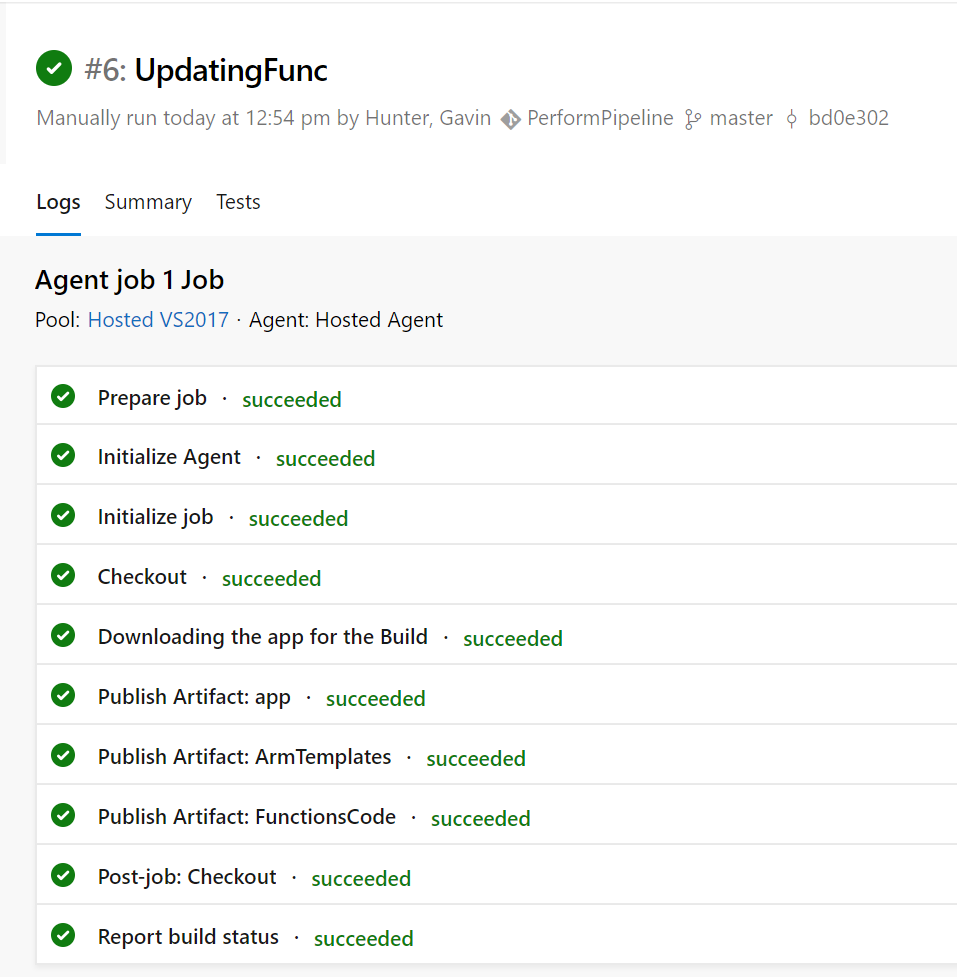 #6: UpdatingFunc
Manually run today at 12:54 pm by Hunter, Gavin PerformPipeline master bd0e302
Logs Summary Tests
Agent job 1 Job
Pool: Hosted VS2017 · Agent: Hosted Agent
Prepare job · succeeded
Initialize Agent · succeeded
Initialize job · succeeded
Checkout · succeeded
Downloading the app for the Build · succeeded
Publish Artifact: app · succeeded
Publish Artifact: ArmTemplates · succeeded
Publish Artifact: FunctionsCode · succeeded
Post-job: Checkout · succeeded
Report build status · succeeded